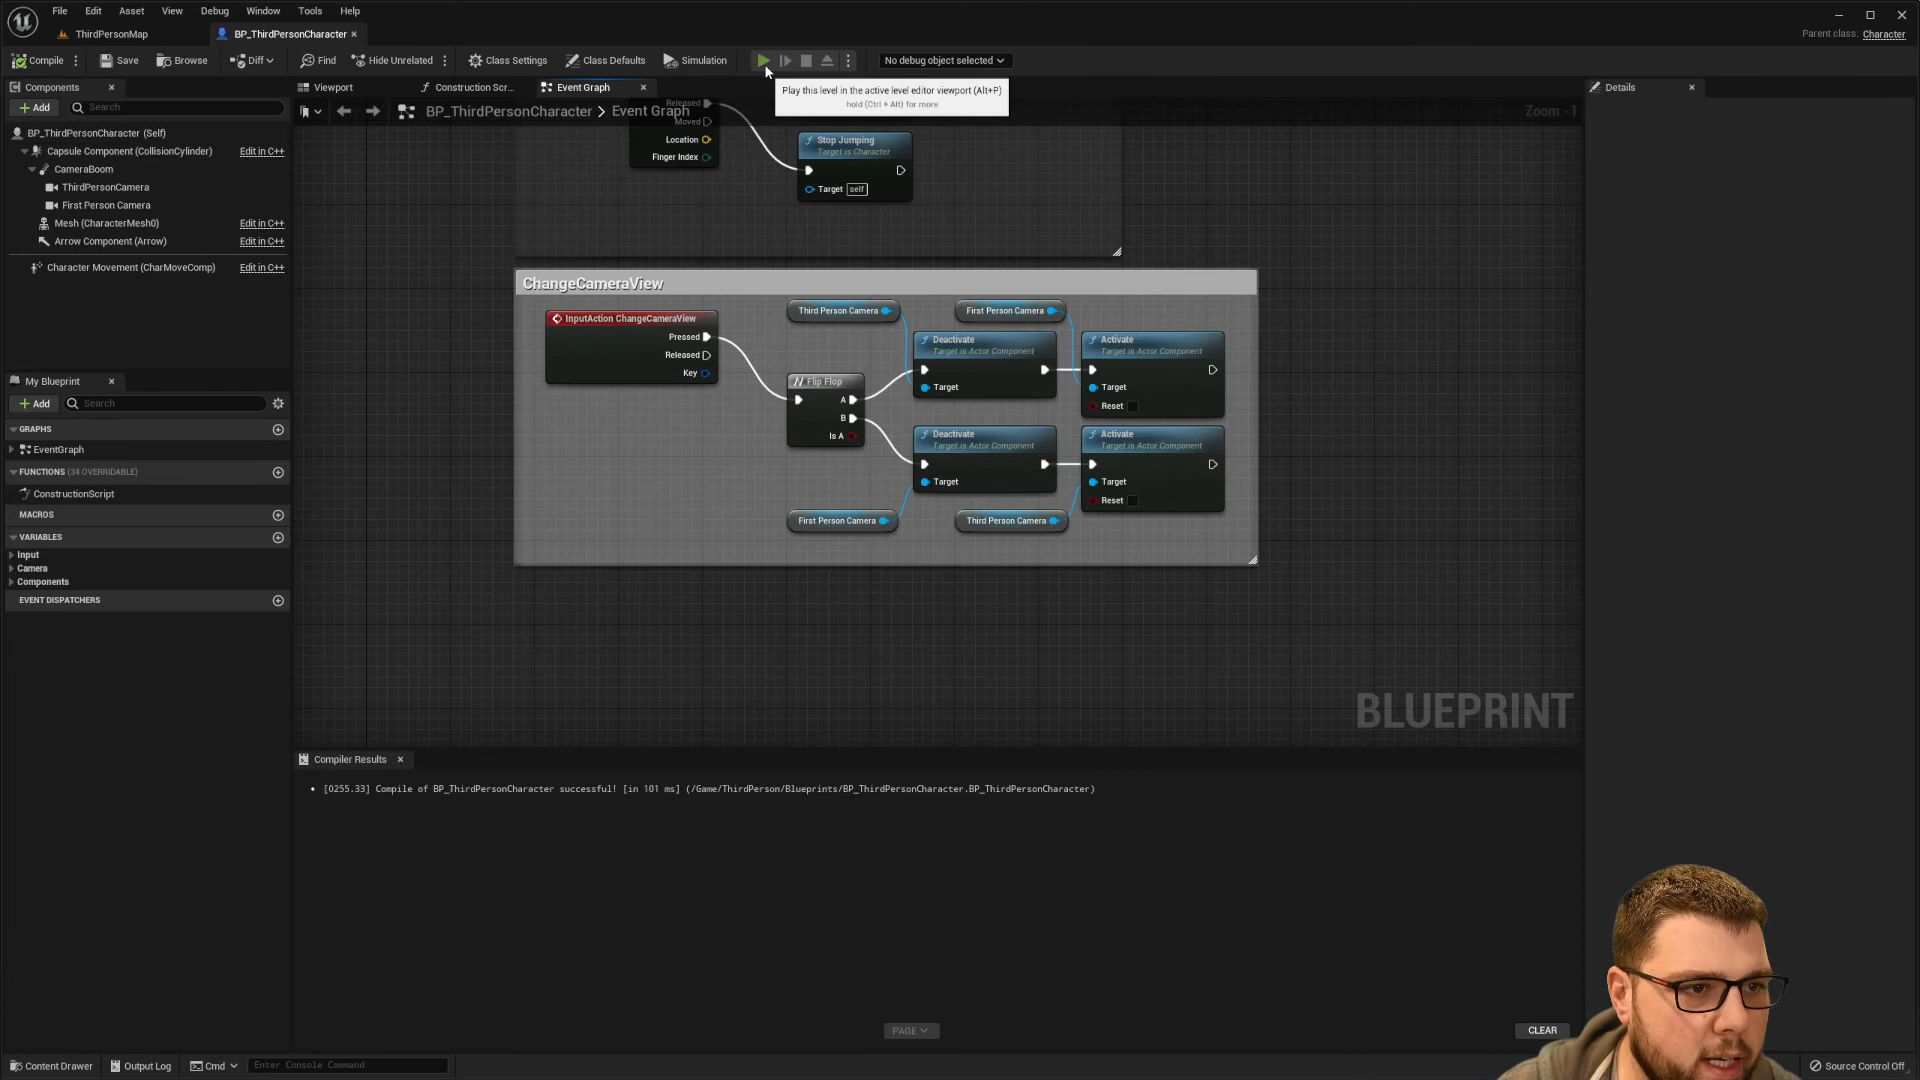 File Edit Asset View Debug Window Tools Help
ThirdPersonMap
BP_ThirdPersonCharacter
Parent class: Character
Compile
Save
Browse
Diff
Find
Hide Unrelated
Class Settings
Class Defaults
Simulation
No debug object selected
Play this level in the active level editor viewport (Alt+P)
hold (Ctrl + Alt) for more
Components
Add
Search
BP_ThirdPersonCharacter (Self)
Capsule Component (CollisionCylinder) Edit in C++
CameraBoom
ThirdPersonCamera
First Person Camera
Mesh (CharacterMesh0) Edit in C++
Arrow Component (Arrow) Edit in C++
Character Movement (CharMoveComp) Edit in C++
My Blueprint
Add
Search
GRAPHS
EventGraph
FUNCTIONS (34 OVERRIDABLE)
ConstructionScript
MACROS
VARIABLES
Input
Camera
Components
EVENT DISPATCHERS
Viewport
Construction Scr...
Event Graph
BP_ThirdPersonCharacter > Event Graph
Zoom -1
Released
Moved
Location
Finger Index
Stop Jumping
Target is Character
Target self
ChangeCameraView
InputAction ChangeCameraView
Pressed
Released
Key
Third Person Camera
First Person Camera
Flip Flop
A
B
Is A
Deactivate
Target is Actor Component
Target
Activate
Target is Actor Component
Target
Reset
Deactivate
Target is Actor Component
Target
Activate
Target is Actor Component
Target
Reset
First Person Camera
Third Person Camera
BLUEPRINT
Details
Compiler Results
[0255.33] Compile of BP_ThirdPersonCharacter successful! [in 101 ms] (/Game/ThirdPerson/Blueprints/BP_ThirdPersonCharacter.BP_ThirdPersonCharacter)
PAGE
CLEAR
Content Drawer
Output Log
Cmd
Enter Console Command
Source Control Off